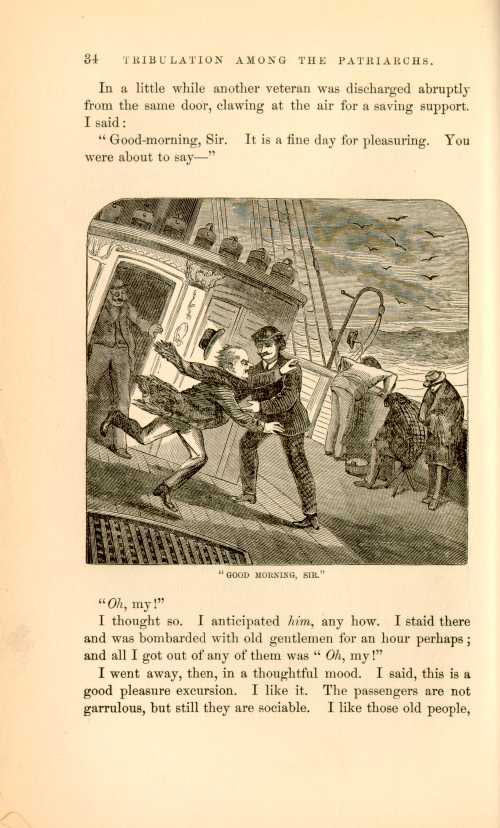 34 TRIBULATION AMONG THE PATRIARCHS.
In a little while another veteran was discharged abruptly
from the same door, clawing at the air for a saving support.
I said:
"Good-morning, Sir. It is a fine day for pleasuring. You
were about to say—"
"GOOD MORNING, SIR."
"Oh, my!"
I thought so. I anticipated him, any how. I staid there
and was bombarded with old gentlemen for an hour perhaps;
and all I got out of any of them was "Oh, my!"
I went away, then, in a thoughtful mood. I said, this is a
good pleasure excursion. I like it. The passengers are not
garrulous, but still they are sociable. I like those old people,